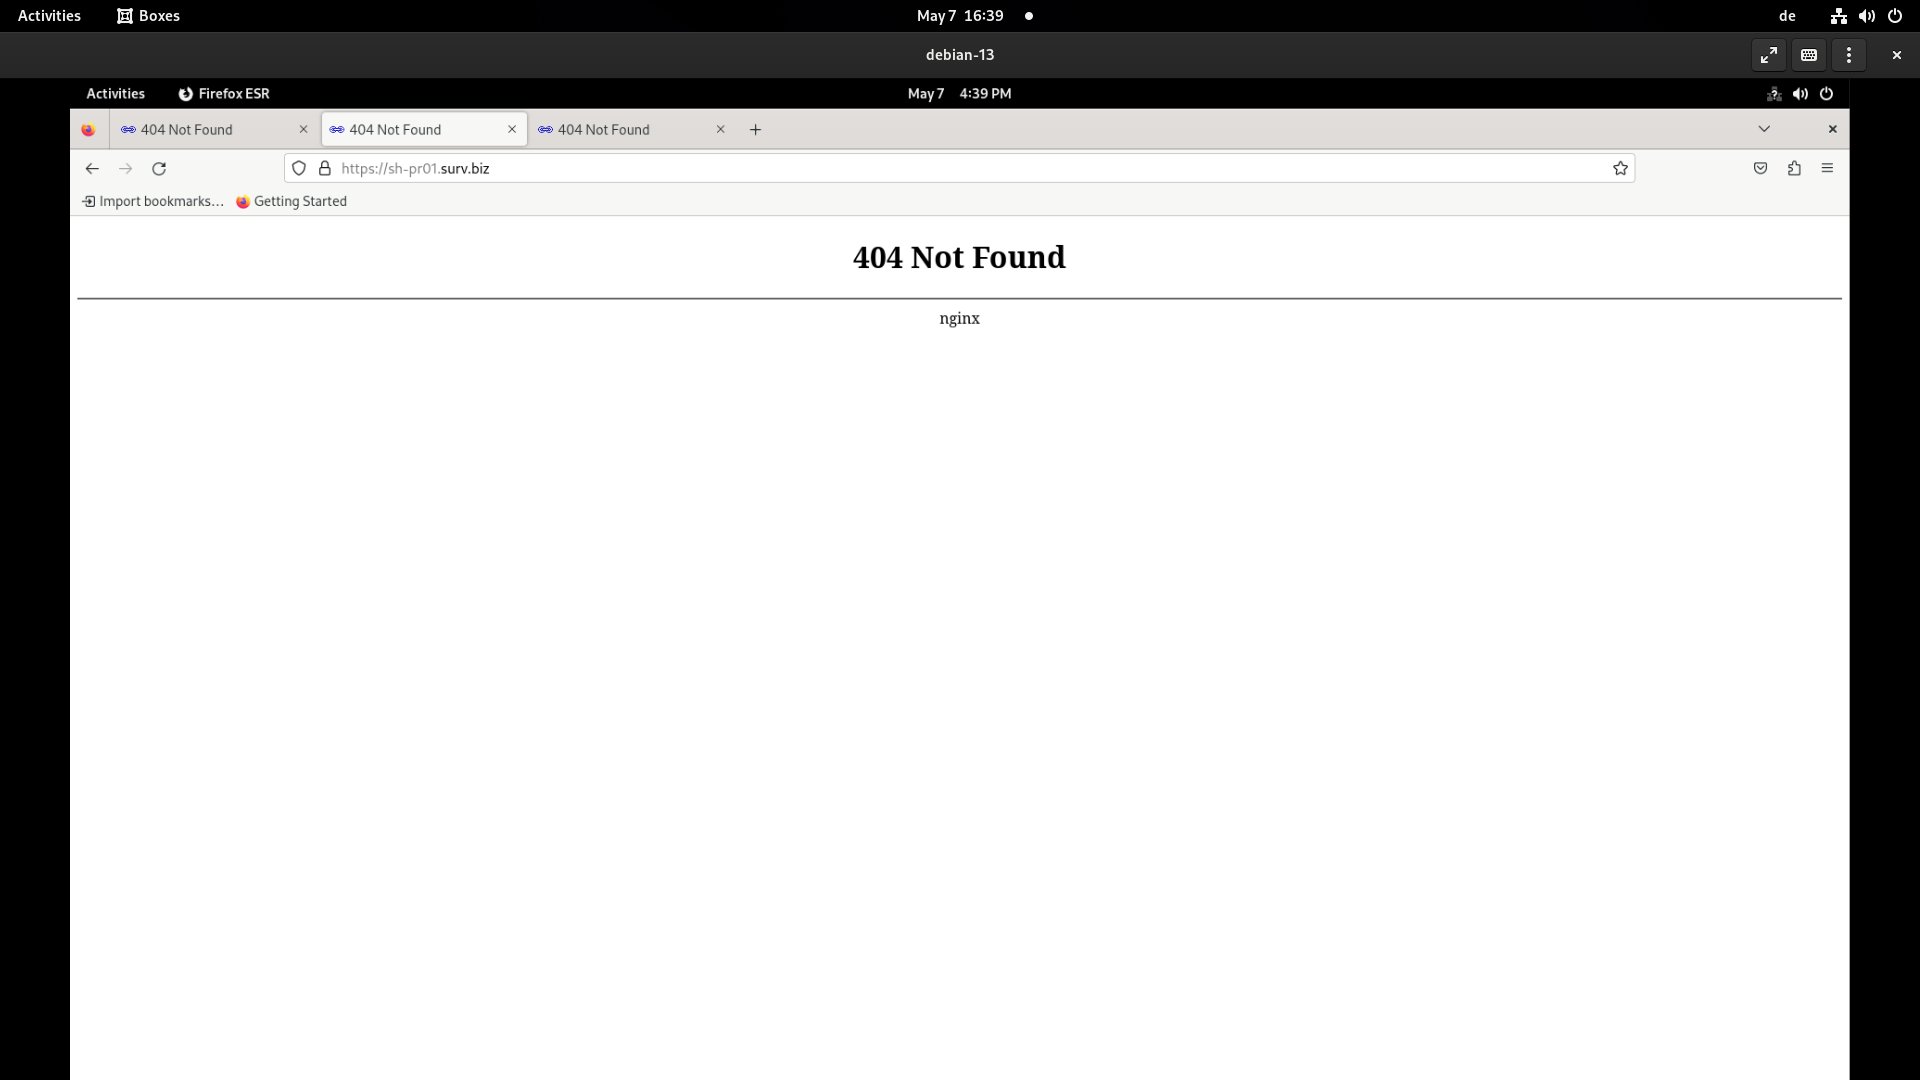 Activities Boxes May 7 16:39 de
debian-13
Activities Firefox ESR May 7 4:39 PM
404 Not Found 404 Not Found 404 Not Found
https://sh-pr01.surv.biz
Import bookmarks... Getting Started
404 Not Found
nginx